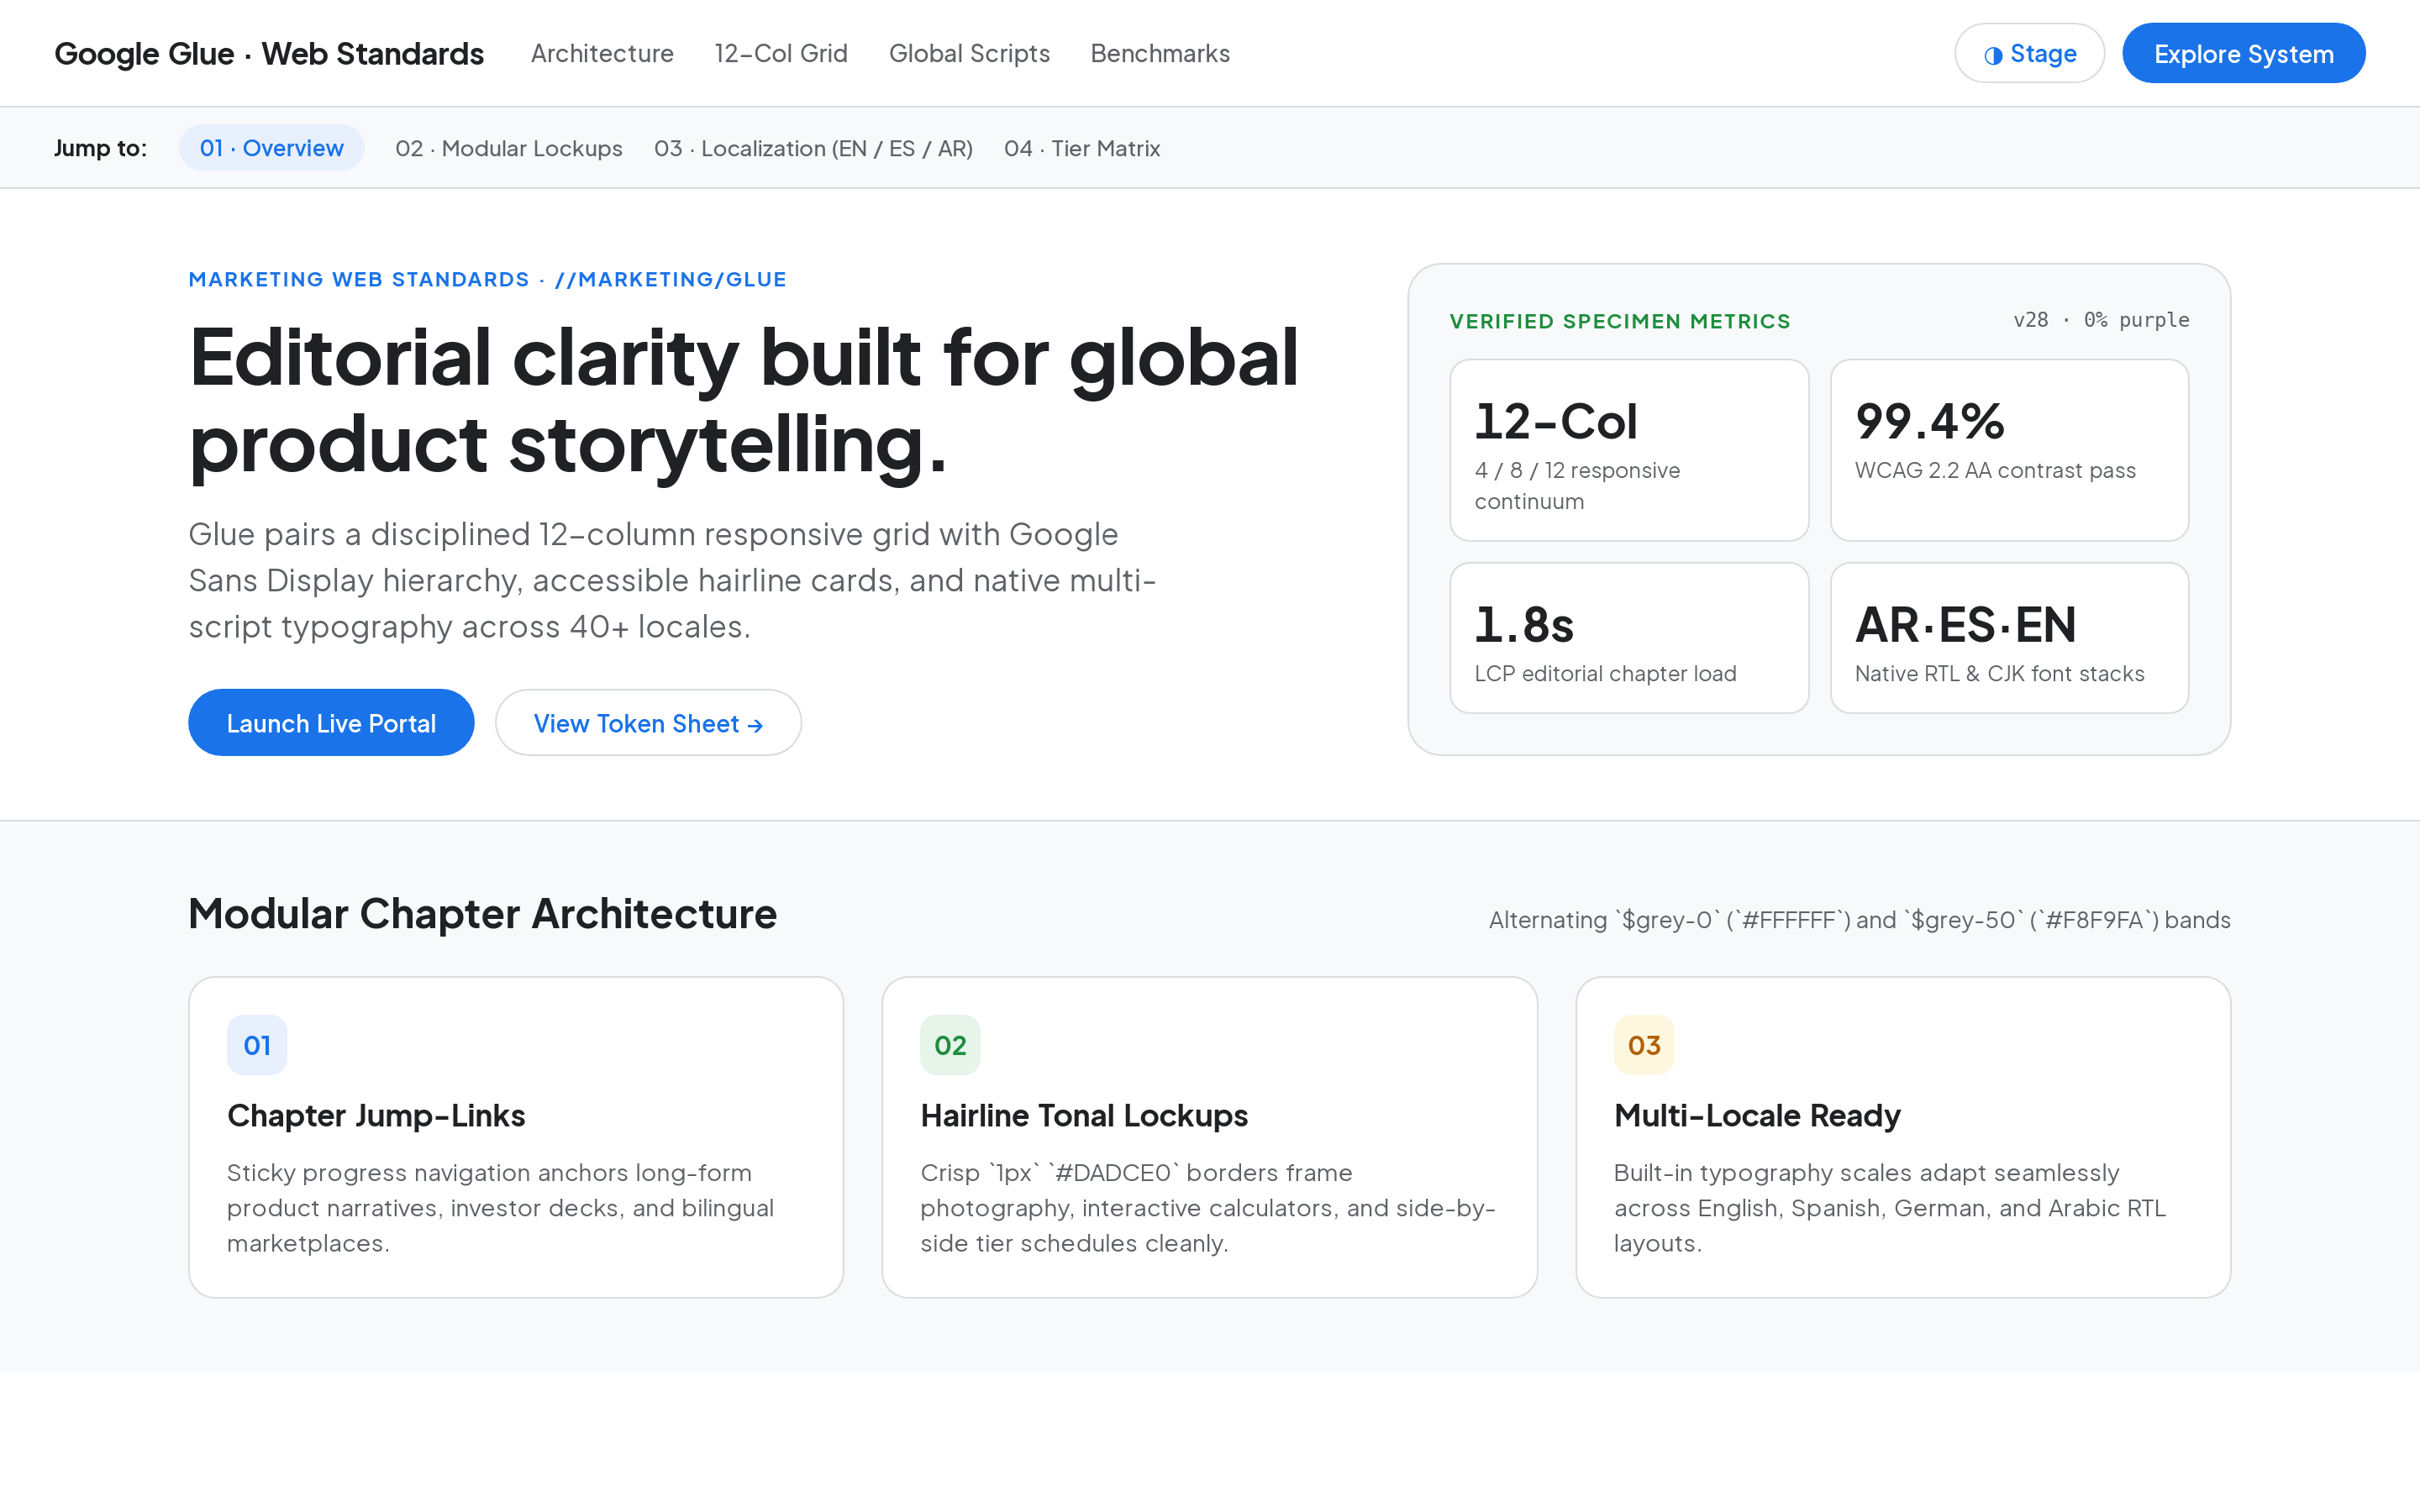 Google Glue · Web Standards
Architecture
12-Col Grid
Global Scripts
Benchmarks
◑ Stage
Explore System
Jump to:
01 · Overview
02 · Modular Lockups
03 · Localization (EN / ES / AR)
04 · Tier Matrix
MARKETING WEB STANDARDS · //MARKETING/GLUE
Editorial clarity built for global
product storytelling.
Glue pairs a disciplined 12-column responsive grid with Google
Sans Display hierarchy, accessible hairline cards, and native multi-
script typography across 40+ locales.
Launch Live Portal
View Token Sheet →
VERIFIED SPECIMEN METRICS
v28 · 0% purple
12-Col
4 / 8 / 12 responsive
continuum
99.4%
WCAG 2.2 AA contrast pass
1.8s
LCP editorial chapter load
AR·ES·EN
Native RTL & CJK font stacks
Modular Chapter Architecture
Alternating `$grey-0` (`#FFFFFF`) and `$grey-50` (`#F8F9FA`) bands
01
Chapter Jump-Links
Sticky progress navigation anchors long-form
product narratives, investor decks, and bilingual
marketplaces.
02
Hairline Tonal Lockups
Crisp `1px` `#DADCE0` borders frame
photography, interactive calculators, and side-by-
side tier schedules cleanly.
03
Multi-Locale Ready
Built-in typography scales adapt seamlessly
across English, Spanish, German, and Arabic RTL
layouts.